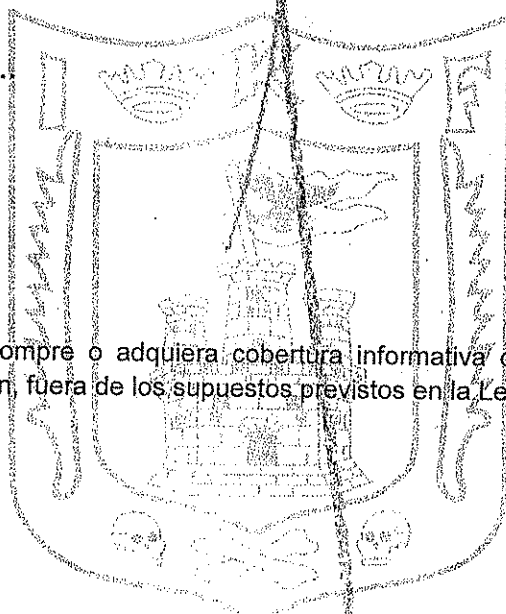 ompre o adquiera cobertura informativa
n, fuera de los supuestos previstos en la Le